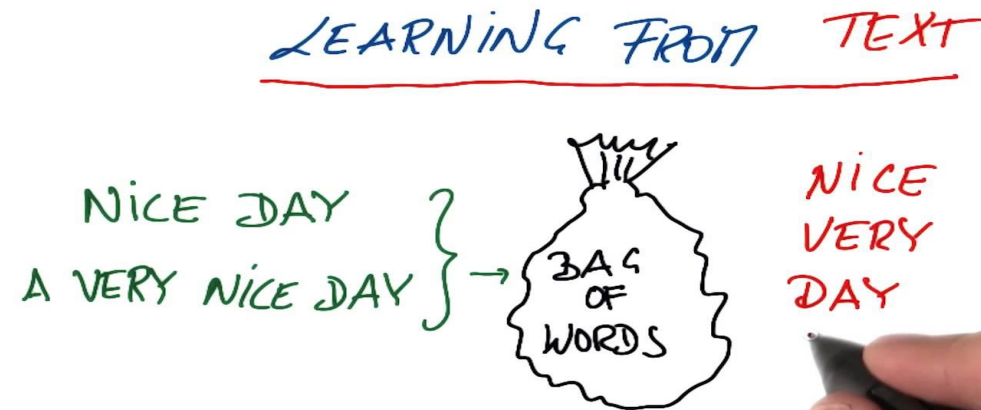 LEARNING FROM TEXT
NICE DAY
A VERY NICE DAY
BAG
OF
WORDS
NICE
VERY
DAY